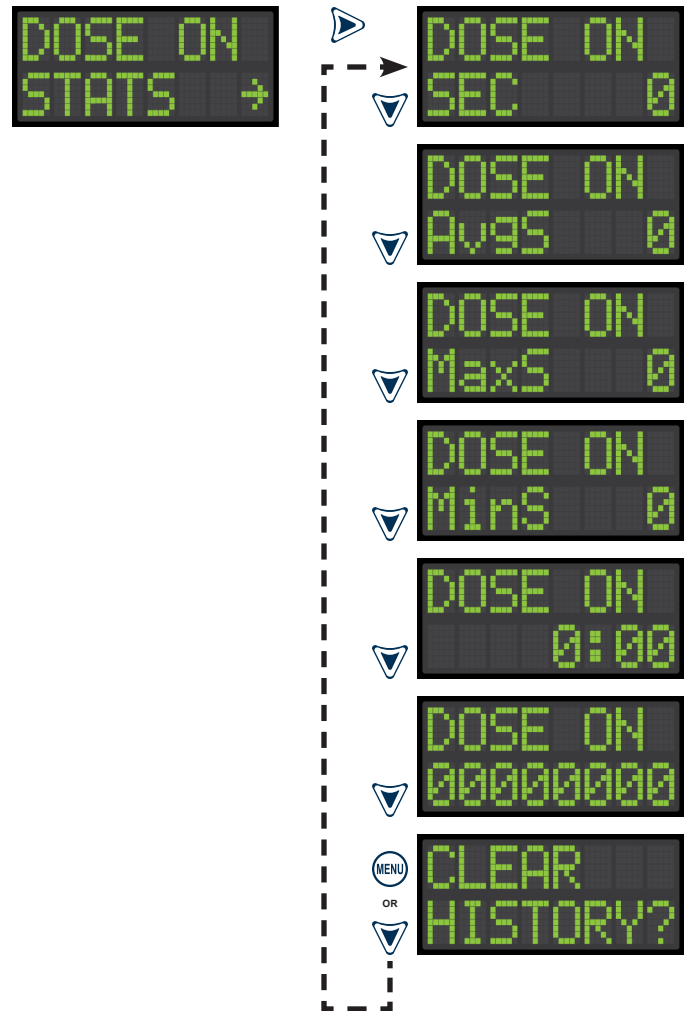 DOSE ON
STATS →
DOSE ON
SEC 0
DOSE ON
AvgS 0
DOSE ON
MaxS 0
DOSE ON
MinS 0
DOSE ON
0:00
DOSE ON
00000000
MENU
OR
CLEAR
HISTORY?